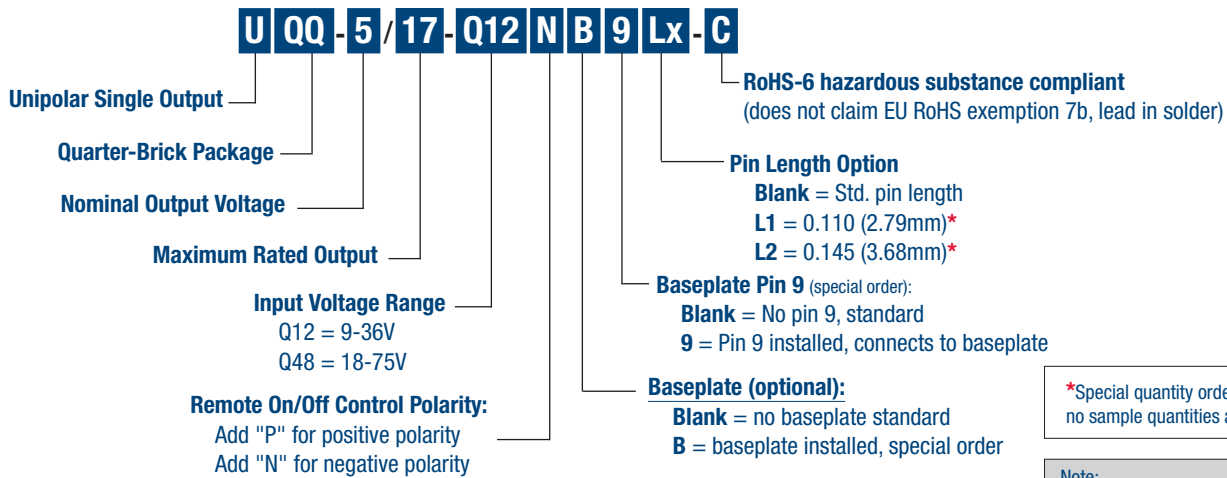 U QQ - 5 / 17 - Q12 N B 9 Lx - C
RoHS-6 hazardous substance compliant
(does not claim EU RoHS exemption 7b, lead in solder)
Unipolar Single Output
Quarter-Brick Package
Nominal Output Voltage
Maximum Rated Output
Input Voltage Range
Q12 = 9-36V
Q48 = 18-75V
Remote On/Off Control Polarity:
Add "P" for positive polarity
Add "N" for negative polarity
Pin Length Option
Blank = Std. pin length
L1 = 0.110 (2.79mm)*
L2 = 0.145 (3.68mm)*
Baseplate Pin 9 (special order):
Blank = No pin 9, standard
9 = Pin 9 installed, connects to baseplate
Baseplate (optional):
Blank = no baseplate standard
B = baseplate installed, special order
*Special quantity
no sample quantities
Note: